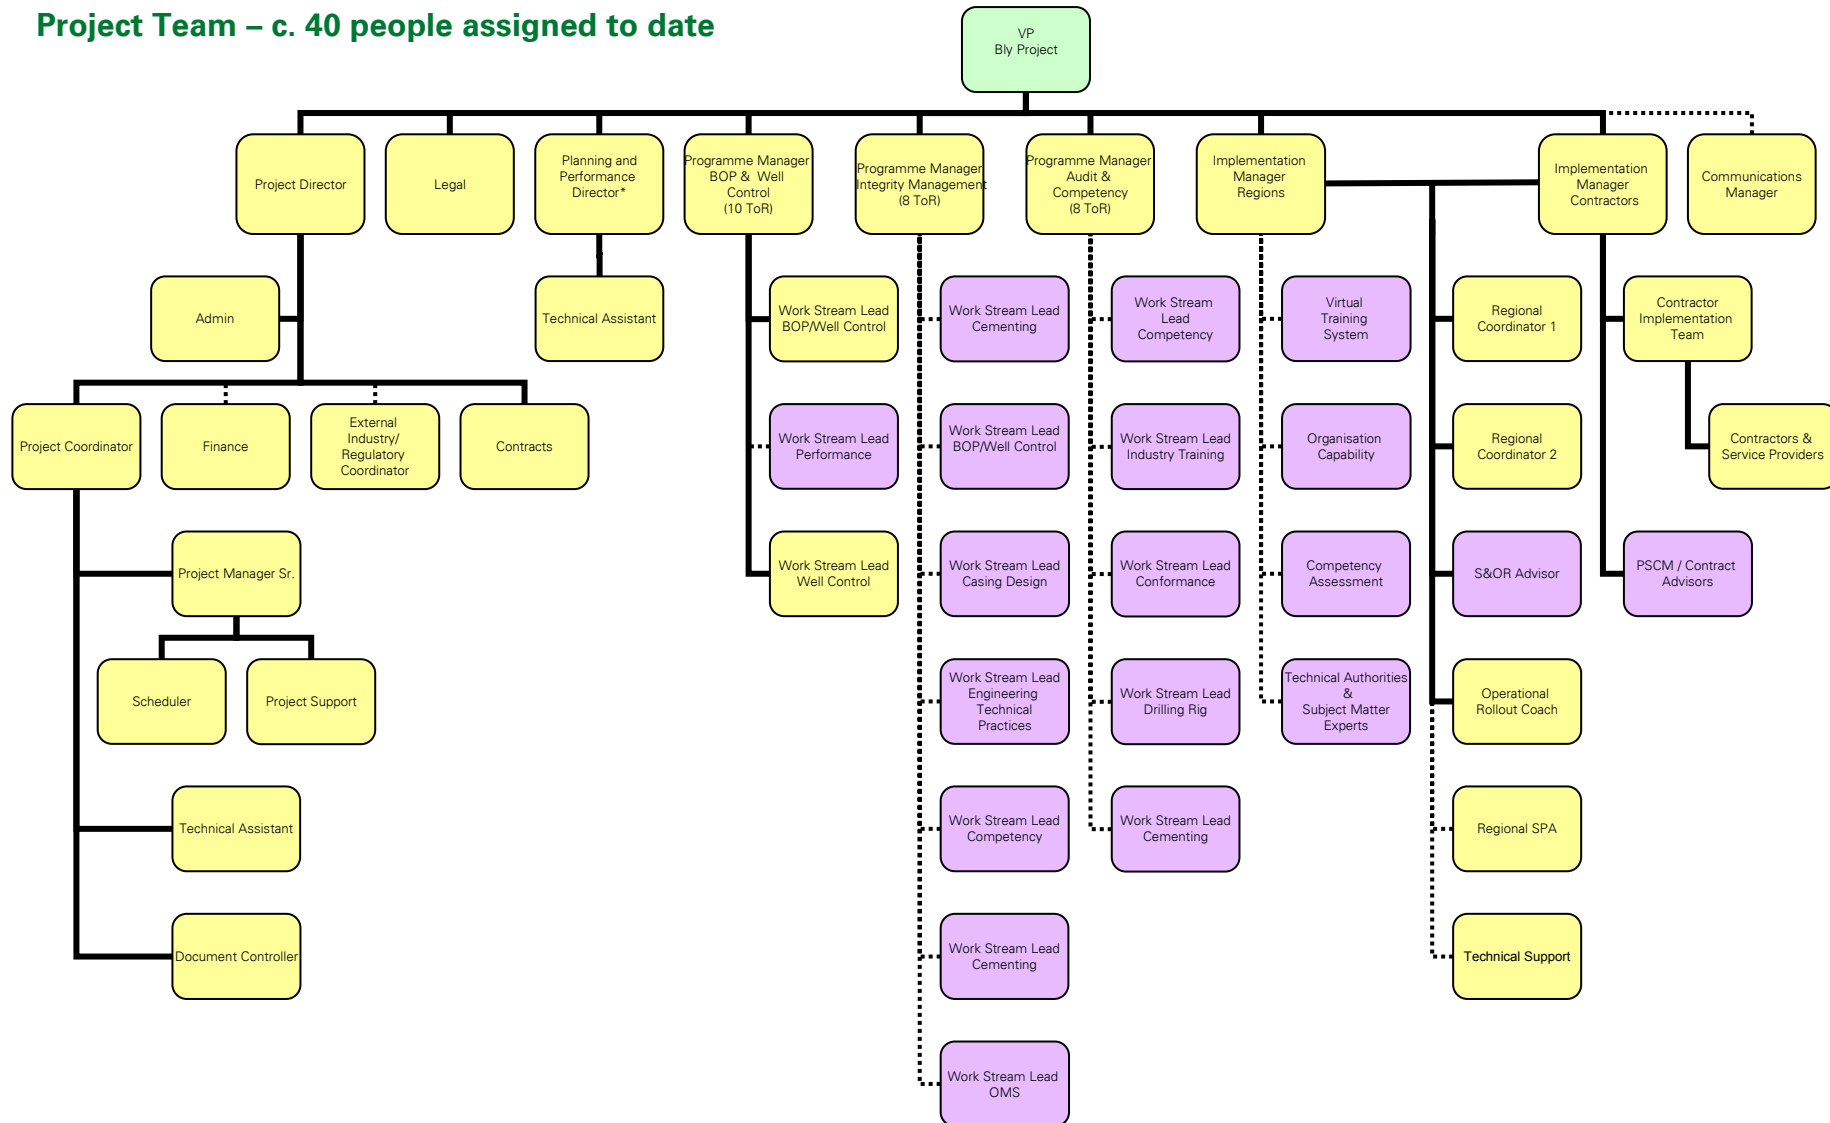 Project Team – c. 40 people assigned to date
VP
Bly Project
Project Director
Legal
Planning and
Performance
Director*
Programme Manager
BOP & Well
Control
(10 ToR)
Programme Manager
Integrity Management
(8 ToR)
Programme Manager
Audit &
Competency
(8 ToR)
Implementation
Manager
Regions
Implementation
Manager
Contractors
Communications
Manager
Admin
Technical Assistant
Work Stream Lead
BOP/Well Control
Work Stream Lead
Cementing
Work Stream
Lead
Competency
Virtual
Training
System
Regional
Coordinator 1
Contractor
Implementation
Team
Project Coordinator
Finance
External
Industry/
Regulatory
Coordinator
Contracts
Work Stream Lead
Performance
Work Stream Lead
BOP/Well Control
Work Stream Lead
Industry Training
Organisation
Capability
Regional
Coordinator 2
Contractors &
Service Providers
Project Manager Sr.
Work Stream Lead
Well Control
Work Stream Lead
Casing Design
Work Stream Lead
Conformance
Competency
Assessment
S&OR Advisor
PSCM / Contract
Advisors
Scheduler
Project Support
Work Stream Lead
Engineering
Technical
Practices
Work Stream Lead
Drilling Rig
Technical Authorities
&
Subject Matter
Experts
Operational
Rollout Coach
Technical Assistant
Work Stream Lead
Competency
Work Stream Lead
Cementing
Regional SPA
Document Controller
Work Stream Lead
Cementing
Technical Support
Work Stream Lead
OMS